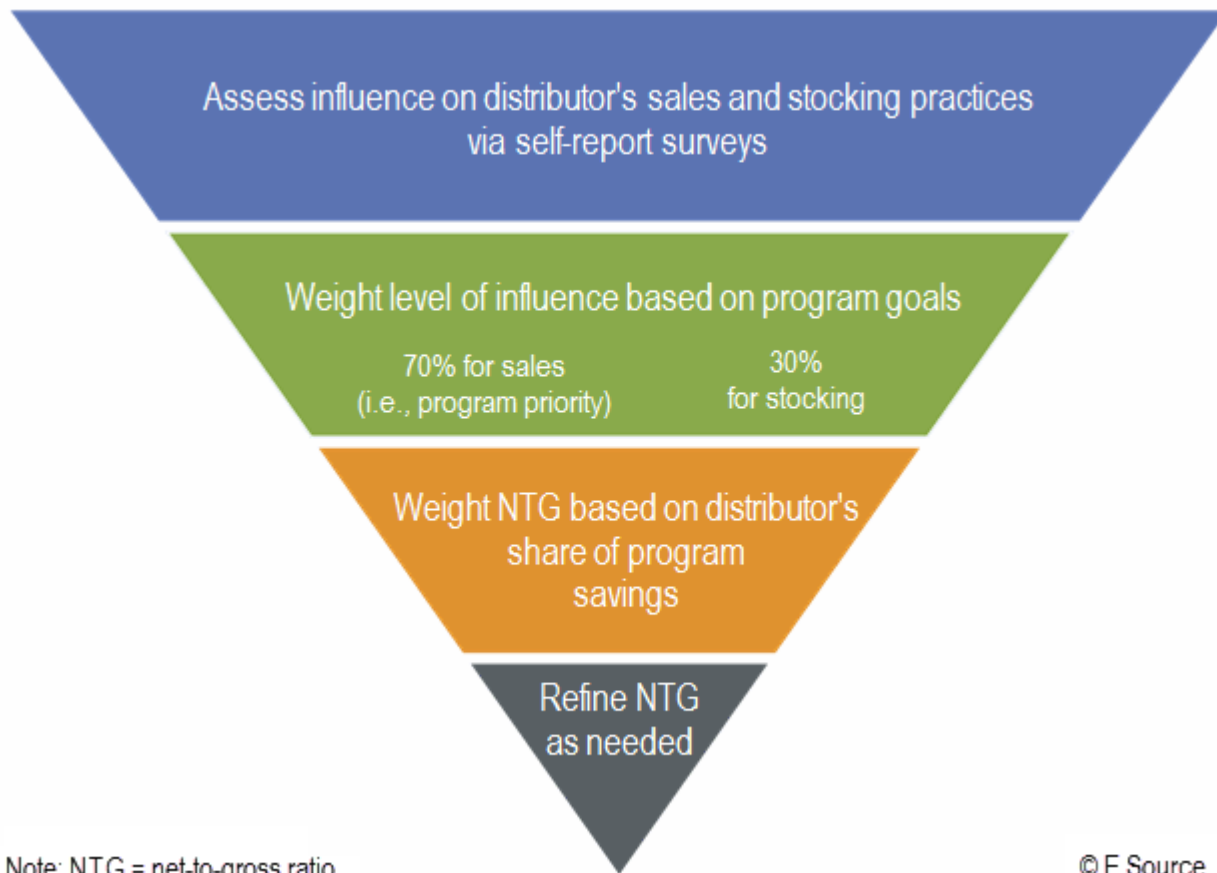 Assess influence on distributor's sales and stocking practices
via self-report surveys
Weight level of influence based on program goals
70% for sales
(i.e., program priority)
30%
for stocking
Weight NTG based on distributor's
share of program
savings
Refine NTG
as needed
Note: NTG = net-to-gross ratio
© E Source